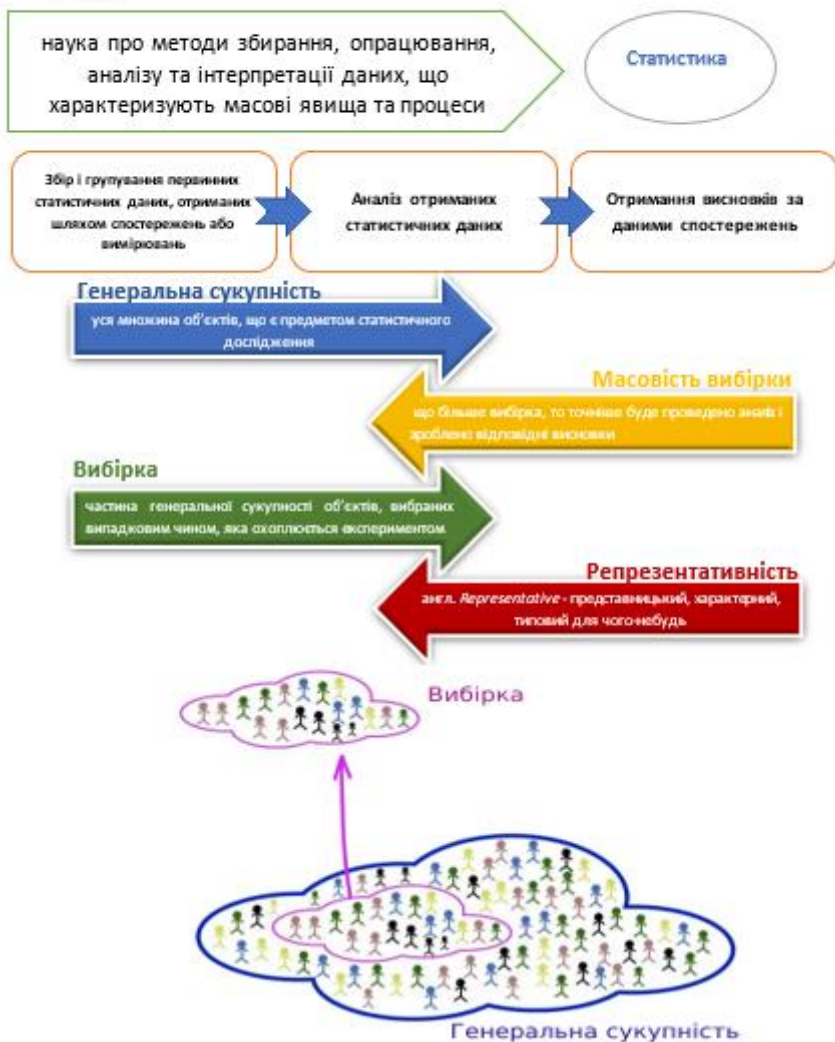 наука про методи збирання, опрацювання,
аналізу та інтерпретації даних, що
характеризують масові явища та процеси
Статистика
Збір і групування первинних
статистичних даних, отриманих
шляхом спостережень або
вимірювань
Аналіз отриманих
статистичних даних
Отримання висновків за
даними спостережень
Генеральна сукупність
уся множина об’єктів, що є предметом статистичного
дослідження
Масовість вибірки
що більше вибірка, то точніше буде проведено аналіз і
зроблено відповідні висновки
Вибірка
частина генеральної сукупності об’єктів, вибраних
випадковим чином, яка охоплюється експериментом
Репрезентативність
англ. Representative - представницький, характерний,
типовий для чого-небудь
Вибірка
Генеральна сукупність